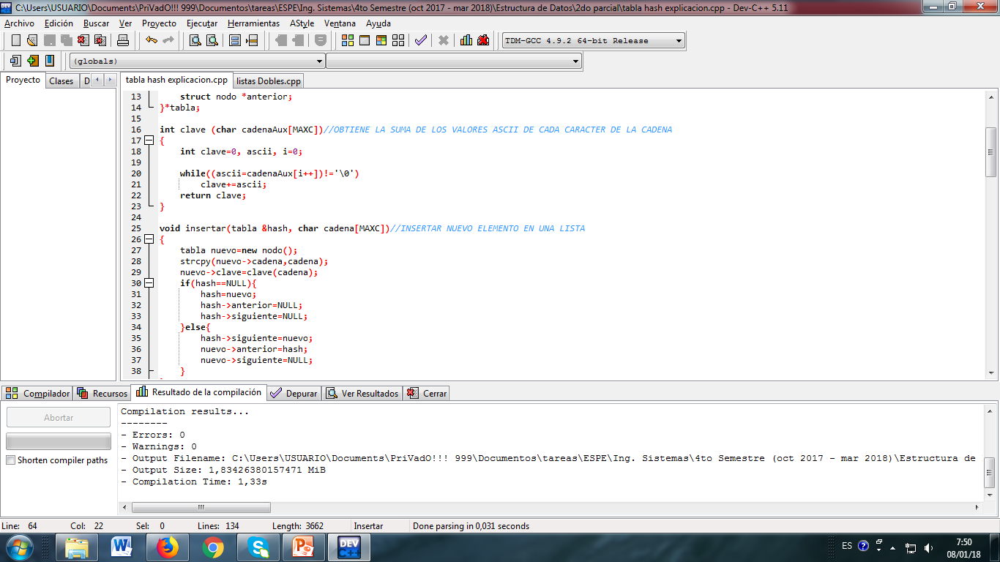 C:\Users\USUARIO\Documents\PriVadO!!! 999\Documentos\tareas\ESPE\Ing. Sistemas\4to Semestre (oct 2017 - mar 2018)\Estructura de Datos\2do parcial\tabla hash explicacion.cpp - Dev-C++ 5.11
Archivo Edición Buscar Ver Proyecto Ejecutar Herramientas AStyle Ventana Ayuda
TDM-GCC 4.9.2 64-bit Release
(globals)
Proyecto Clases D
tabla hash explicacion.cpp listas Dobles.cpp
13 struct nodo *anterior;
14 }*tabla;
15
16 int clave (char cadenaAux[MAXC])//OBTIENE LA SUMA DE LOS VALORES ASCII DE CADA CARACTER DE LA CADENA
17 {
18 int clave=0, ascii, i=0;
19
20 while((ascii=cadenaAux[i++])!='\0')
21 clave+=ascii;
22 return clave;
23 }
24
25 void insertar(tabla &hash, char cadena[MAXC])//INSERTAR NUEVO ELEMENTO EN UNA LISTA
26 {
27 tabla nuevo=new nodo();
28 strcpy(nuevo->cadena,cadena);
29 nuevo->clave=clave(cadena);
30 if(hash==NULL){
31 hash=nuevo;
32 hash->anterior=NULL;
33 hash->siguiente=NULL;
34 }else{
35 hash->siguiente=nuevo;
36 nuevo->anterior=hash;
37 nuevo->siguiente=NULL;
38 }
Compilador Recursos Resultado de la compilación Depurar Ver Resultados Cerrar
Abortar
Shorten compiler paths
Compilation results...
--------
- Errors: 0
- Warnings: 0
- Output Filename: C:\Users\USUARIO\Documents\PriVadO!!! 999\Documentos\tareas\ESPE\Ing. Sistemas\4to Semestre (oct 2017 - mar 2018)\Estructura de
- Output Size: 1,83426380157471 MiB
- Compilation Time: 1,33s
Line: 64 Col: 22 Sel: 0 Lines: 134 Length: 3662 Insertar Done parsing in 0,031 seconds
ES 7:50
08/01/18